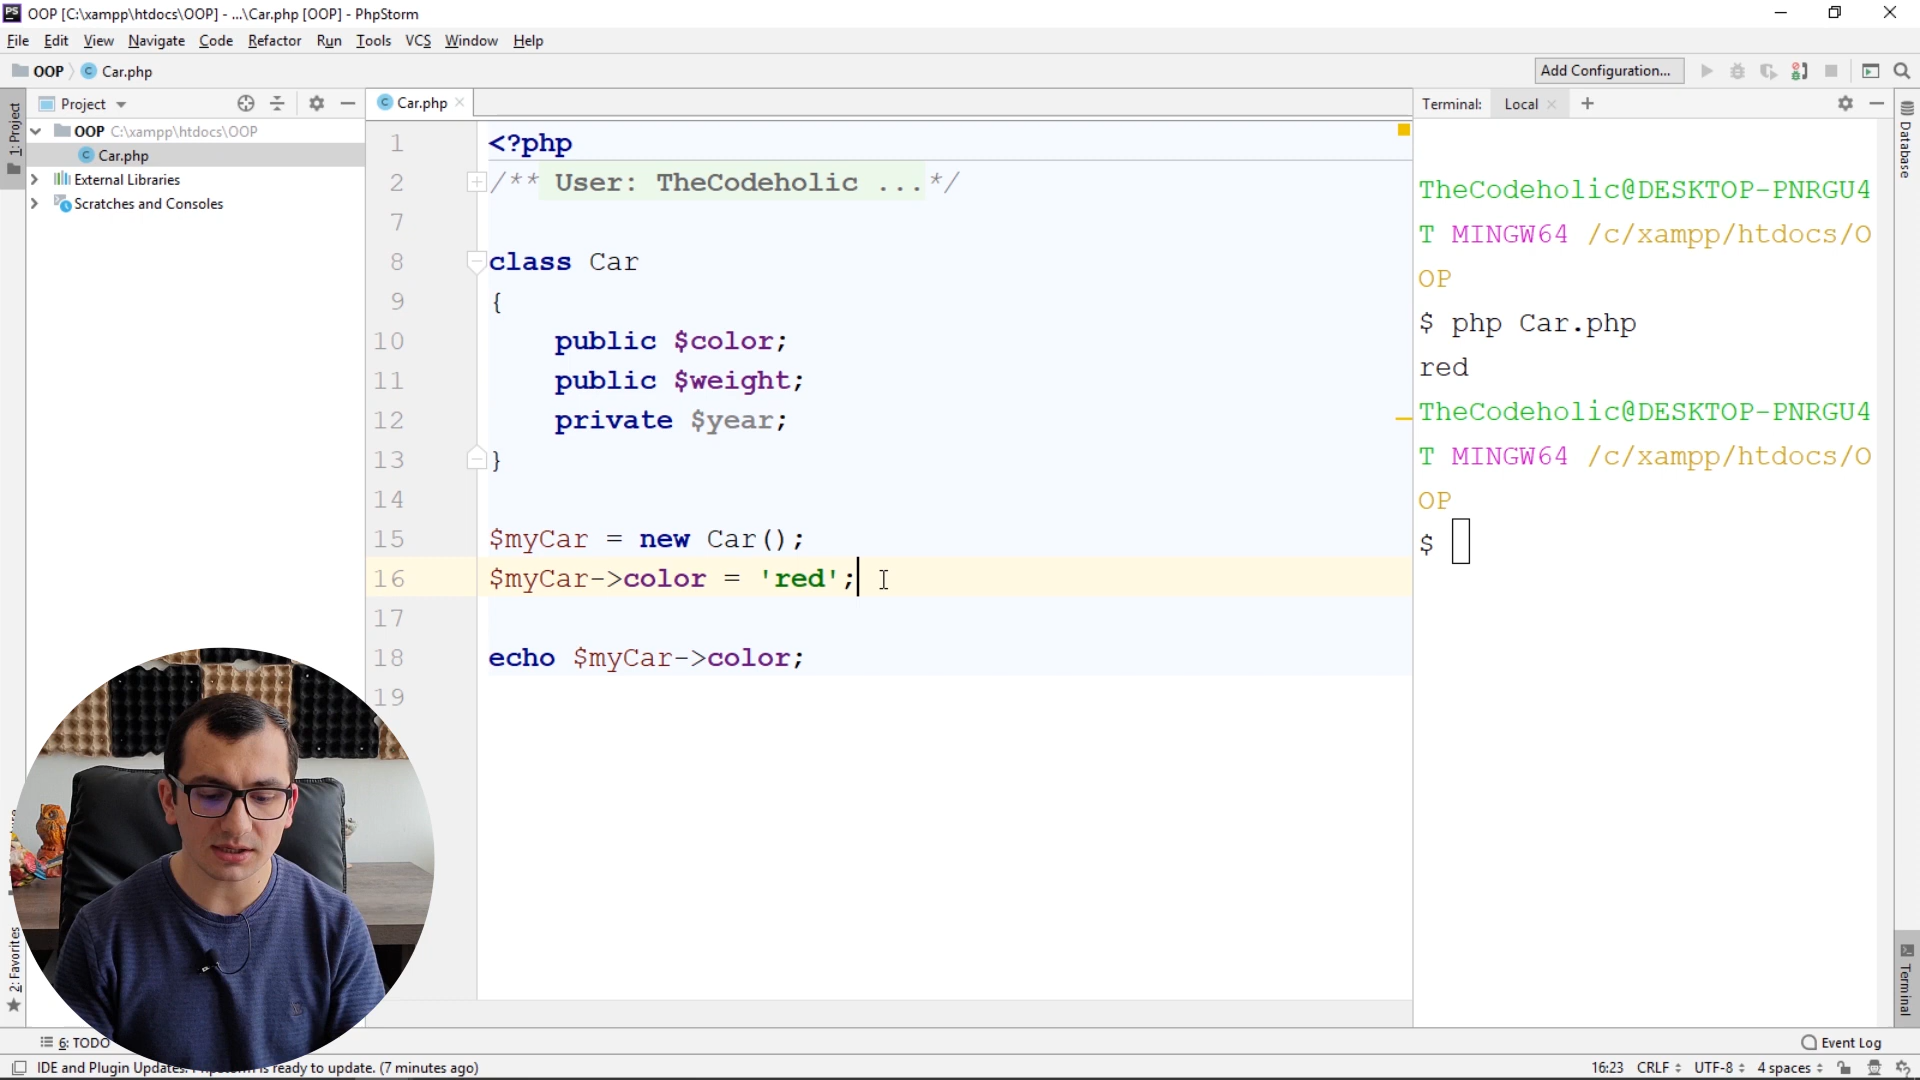 OOP [C:\xampp\htdocs\OOP] - ...\Car.php [OOP] - PhpStorm
File Edit View Navigate Code Refactor Run Tools VCS Window Help
OOP Car.php
Add Configuration...
1: Project
Project
OOP C:\xampp\htdocs\OOP
Car.php
External Libraries
Scratches and Consoles
Car.php
1 <?php
2 /** User: TheCodeholic ...*/
7
8 class Car
9 {
10 public $color;
11 public $weight;
12 private $year;
13 }
14
15 $myCar = new Car();
16 $myCar->color = 'red';
17
18 echo $myCar->color;
19
Terminal: Local
TheCodeholic@DESKTOP-PNRGU4
T MINGW64 /c/xampp/htdocs/O
OP
$ php Car.php
red
TheCodeholic@DESKTOP-PNRGU4
T MINGW64 /c/xampp/htdocs/O
OP
$
Database
Terminal
2: Favorites
6: TODO
Event Log
IDE and Plugin Updates: is ready to update. (7 minutes ago)
16:23 CRLF UTF-8 4 spaces